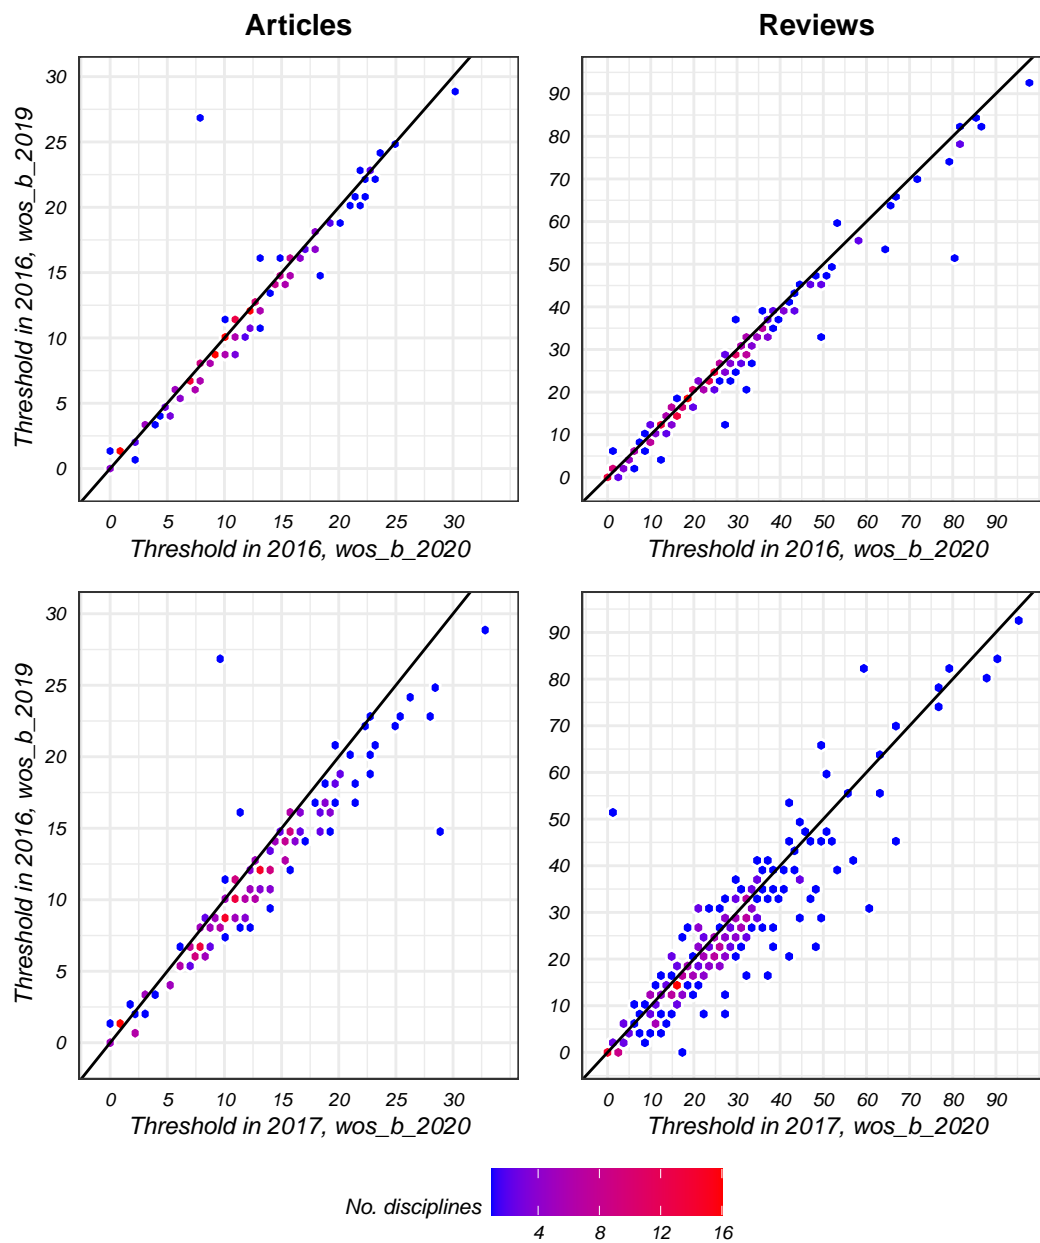 Articles
Reviews
Threshold in 2016, wos_b_2019
30
25
20
15
10
5
0
0 5 10 15 20 25 30
Threshold in 2016, wos_b_2020
90
80
70
60
50
40
30
20
10
0
0 10 20 30 40 50 60 70 80 90
Threshold in 2016, wos_b_2020
Threshold in 2016, wos_b_2019
30
25
20
15
10
5
0
0 5 10 15 20 25 30
Threshold in 2017, wos_b_2020
90
80
70
60
50
40
30
20
10
0
0 10 20 30 40 50 60 70 80 90
Threshold in 2017, wos_b_2020
No. disciplines
4 8 12 16